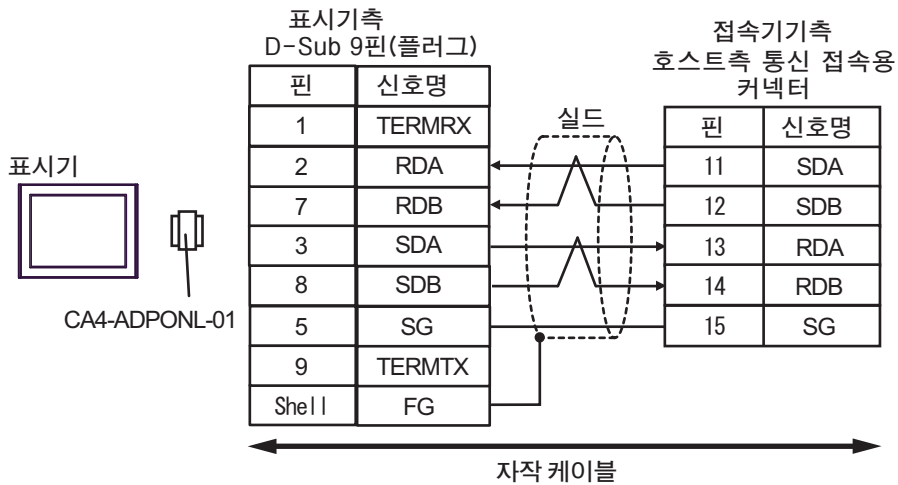 표시기측
D-Sub 9핀(플러그)
핀 신호명
1 TERMRX
2 RDA
7 RDB
3 SDA
8 SDB
5 SG
9 TERMTX
Shell FG
실드
접속기기측
호스트측 통신 접속용
커넥터
핀 신호명
11 SDA
12 SDB
13 RDA
14 RDB
15 SG
표시기
CA4-ADPONL-01
자작 케이블